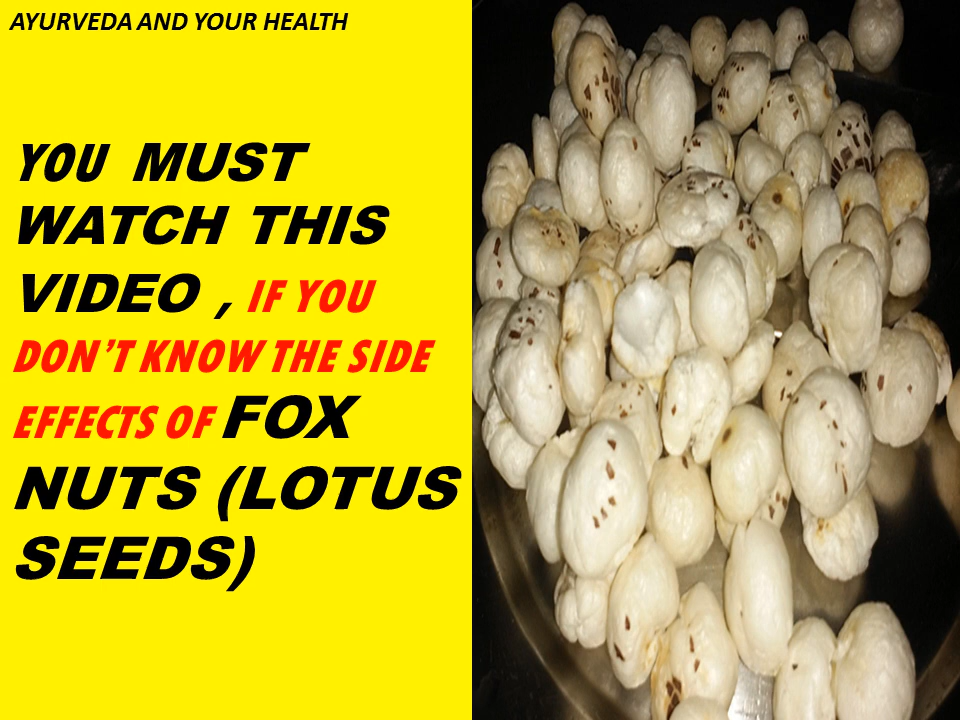 AYURVEDA AND YOUR HEALTH
YOU MUST
WATCH THIS
VIDEO , IF YOU
DON’T KNOW THE SIDE
EFFECTS OF FOX
NUTS (LOTUS
SEEDS)